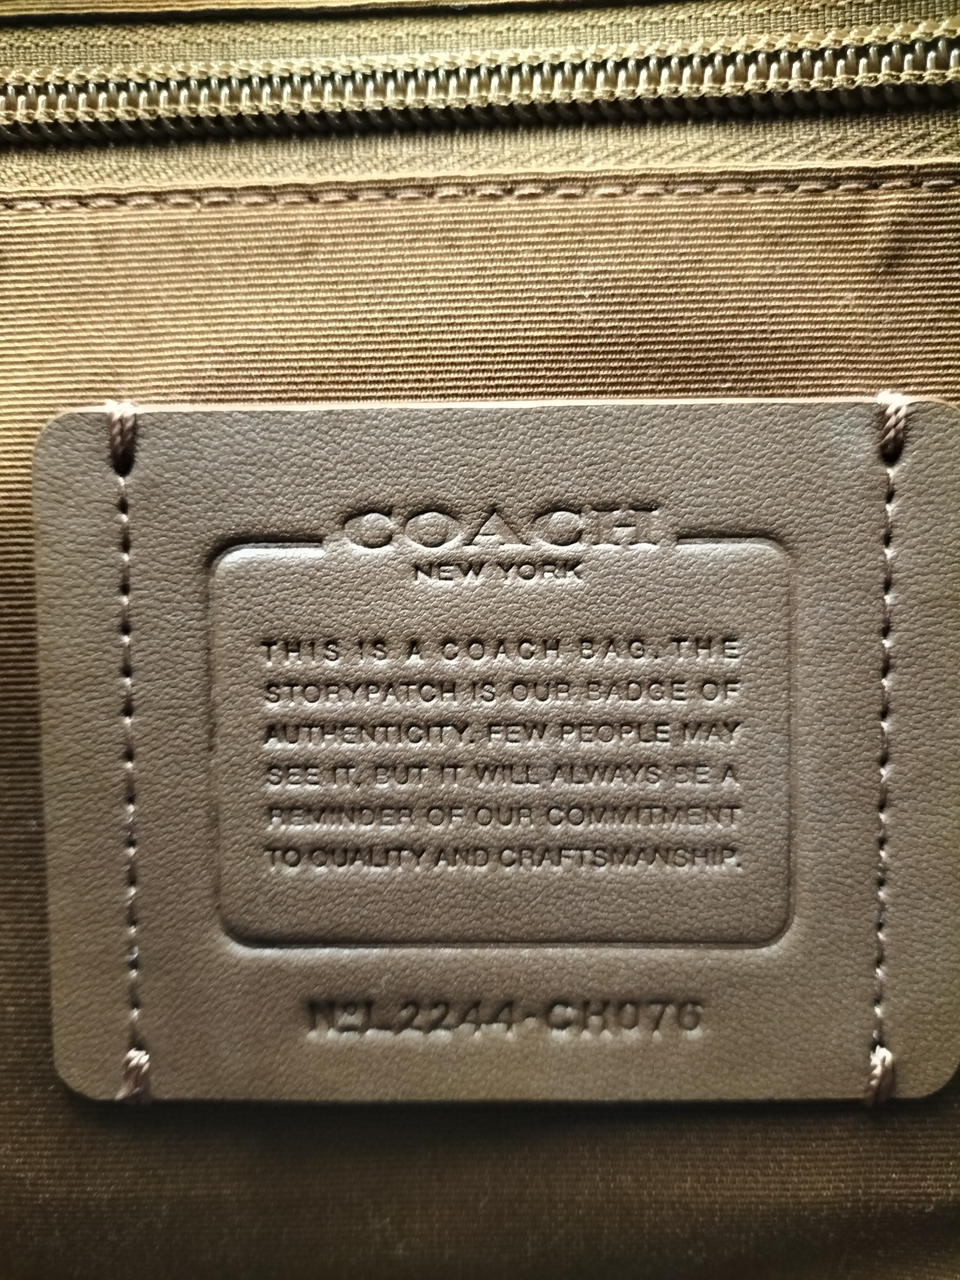 COACH
NEW YORK
THIS IS A COACH BAG. THE
STORYPATCH IS OUR BADGE OF
AUTHENTICITY. FEW PEOPLE MAY
SEE IT, BUT IT WILL ALWAYS BE A
REMINDER OF OUR COMMITMENT
TO QUALITY AND CRAFTSMANSHIP.
NºL2244-CH076